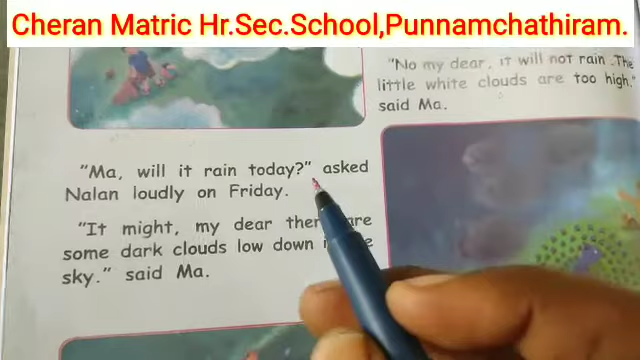 Cheran Matric Hr.Sec.School,Punnamchathiram.
"Ma, will it rain today?" asked
Nalan loudly on Friday.
"It might, my dear are
some dark clouds low down
sky." said Ma.
"No my dear, it will not rain .The
little white clouds are too high."
said Ma.